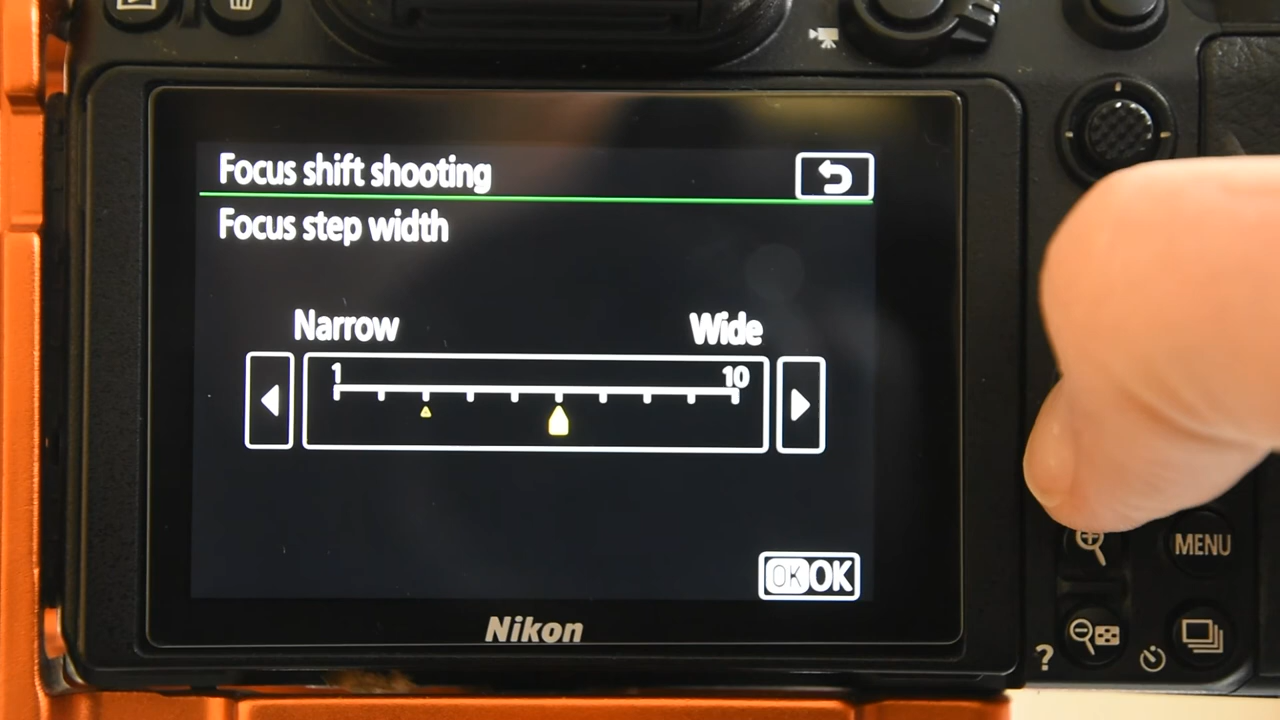 Focus shift shooting
Focus step width
Narrow Wide
1 10
OK OK
Nikon
MENU
?